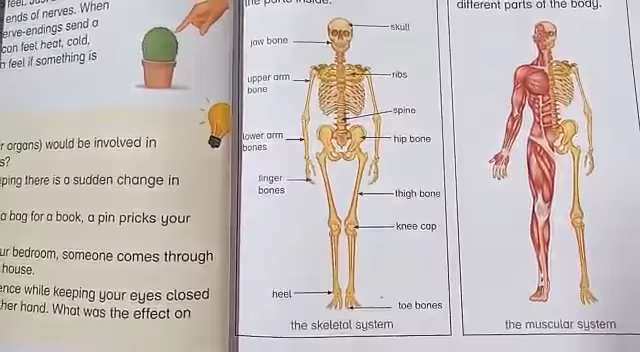 ends of nerves. When
erve-endings send a
can feel heat, cold,
feel if something is
r organs) would be involved in
s?
ping there is a sudden change in
a bag for a book, a pin pricks your
ur bedroom, someone comes through
house.
ence while keeping your eyes closed
her hand. What was the effect on
the parts inside.
skull
jaw bone
upper arm
bone
ribs
spine
lower arm
bones
hip bone
finger
bones
thigh bone
knee cap
heel
toe bones
the skeletal system
different parts of the body.
the muscular system